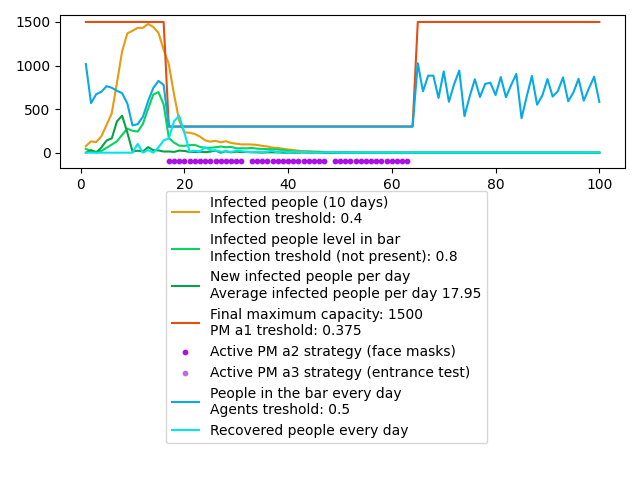 1500
1000
500
0
0 20 40 60 80 100
Infected people (10 days)
Infection treshold: 0.4
Infected people level in bar
Infection treshold (not present): 0.8
New infected people per day
Average infected people per day 17.95
Final maximum capacity: 1500
PM a1 treshold: 0.375
Active PM a2 strategy (face masks)
Active PM a3 strategy (entrance test)
People in the bar every day
Agents treshold: 0.5
Recovered people every day